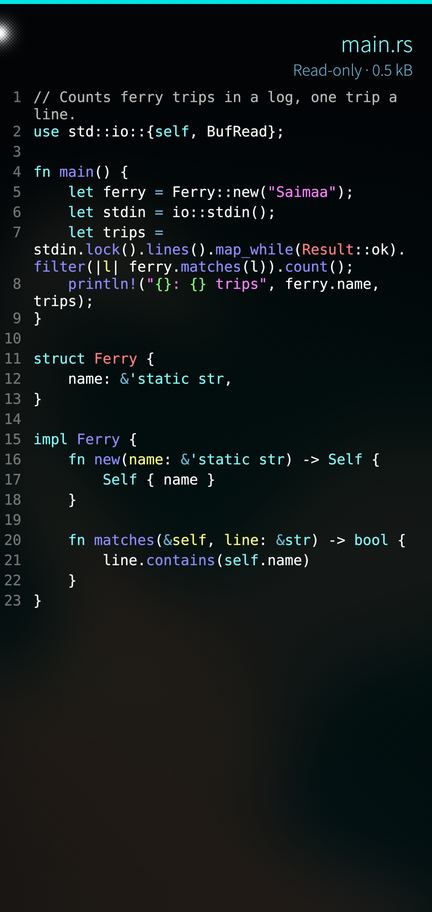 main.rs
Read-only · 0.5 kB
1 // Counts ferry trips in a log, one trip a
line.
2 use std::io::{self, BufRead};
3
4 fn main() {
5     let ferry = Ferry::new("Saimaa");
6     let stdin = io::stdin();
7     let trips =
stdin.lock().lines().map_while(Result::ok).
filter(|l| ferry.matches(l)).count();
8     println!("{}: {} trips", ferry.name,
trips);
9 }
10
11 struct Ferry {
12     name: &'static str,
13 }
14
15 impl Ferry {
16     fn new(name: &'static str) -> Self {
17         Self { name }
18     }
19
20     fn matches(&self, line: &str) -> bool {
21         line.contains(self.name)
22     }
23 }